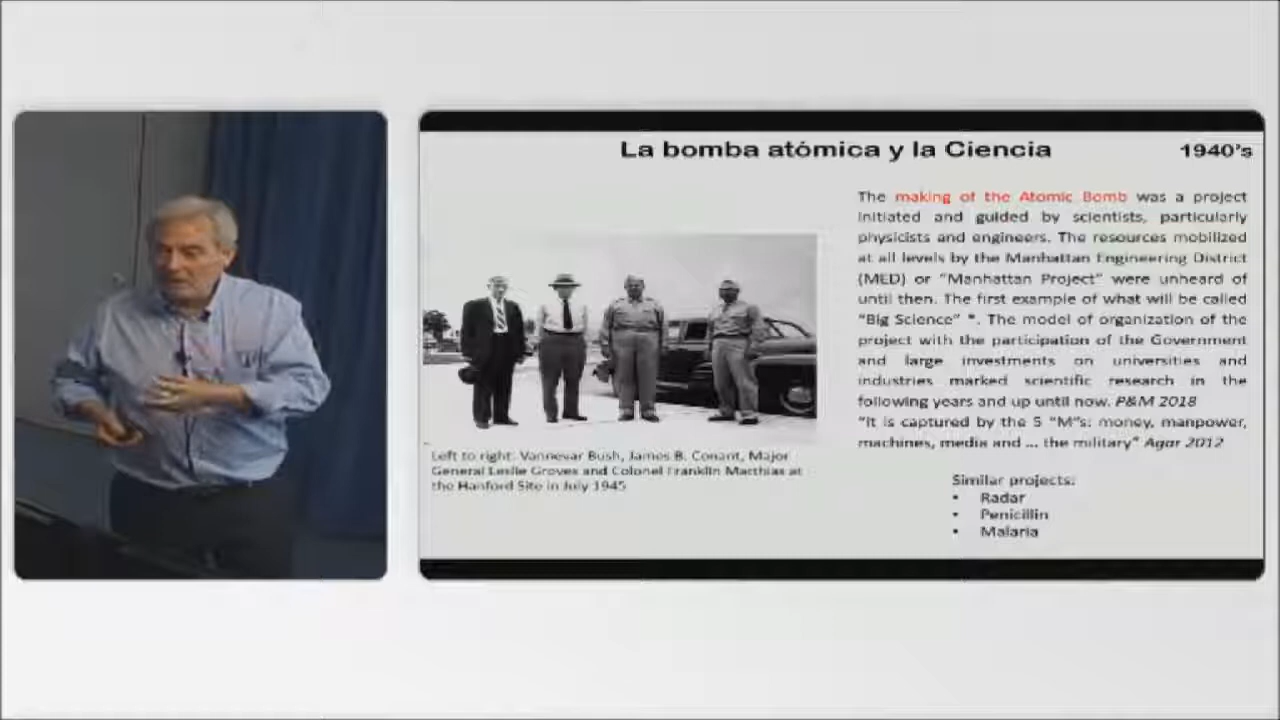 La bomba atómica y la Ciencia
1940's
The making of the Atomic Bomb was a project
initiated and guided by scientists, particularly
physicists and engineers. The resources mobilized
at all levels by the Manhattan Engineering District
(MED) or "Manhattan Project" were unheard of
until then. The first example of what will be called
"Big Science" *. The model of organization of the
project with the participation of the Government
and large investments on universities and
industries marked scientific research in the
following years and up until now. P&M 2018
"It is captured by the 5 "M"s: money, manpower,
machines, media and ... the military" Agar 2012
Left to right: Vannevar Bush, James B. Conant, Major
General Leslie Groves and Colonel Franklin Matthias at
the Hanford Site in July 1945
Similar projects:
• Radar
• Penicillin
• Malaria